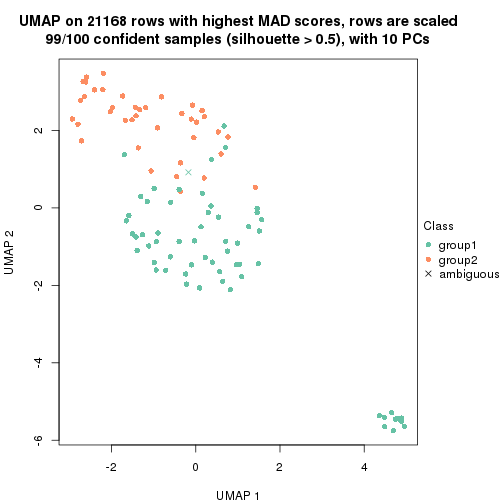 UMAP on 21168 rows with highest MAD scores, rows are scaled
99/100 confident samples (silhouette > 0.5), with 10 PCs
2
0
-2
-4
-6
UMAP 2
-2
0
2
4
UMAP 1
Class
group1
group2
ambiguous